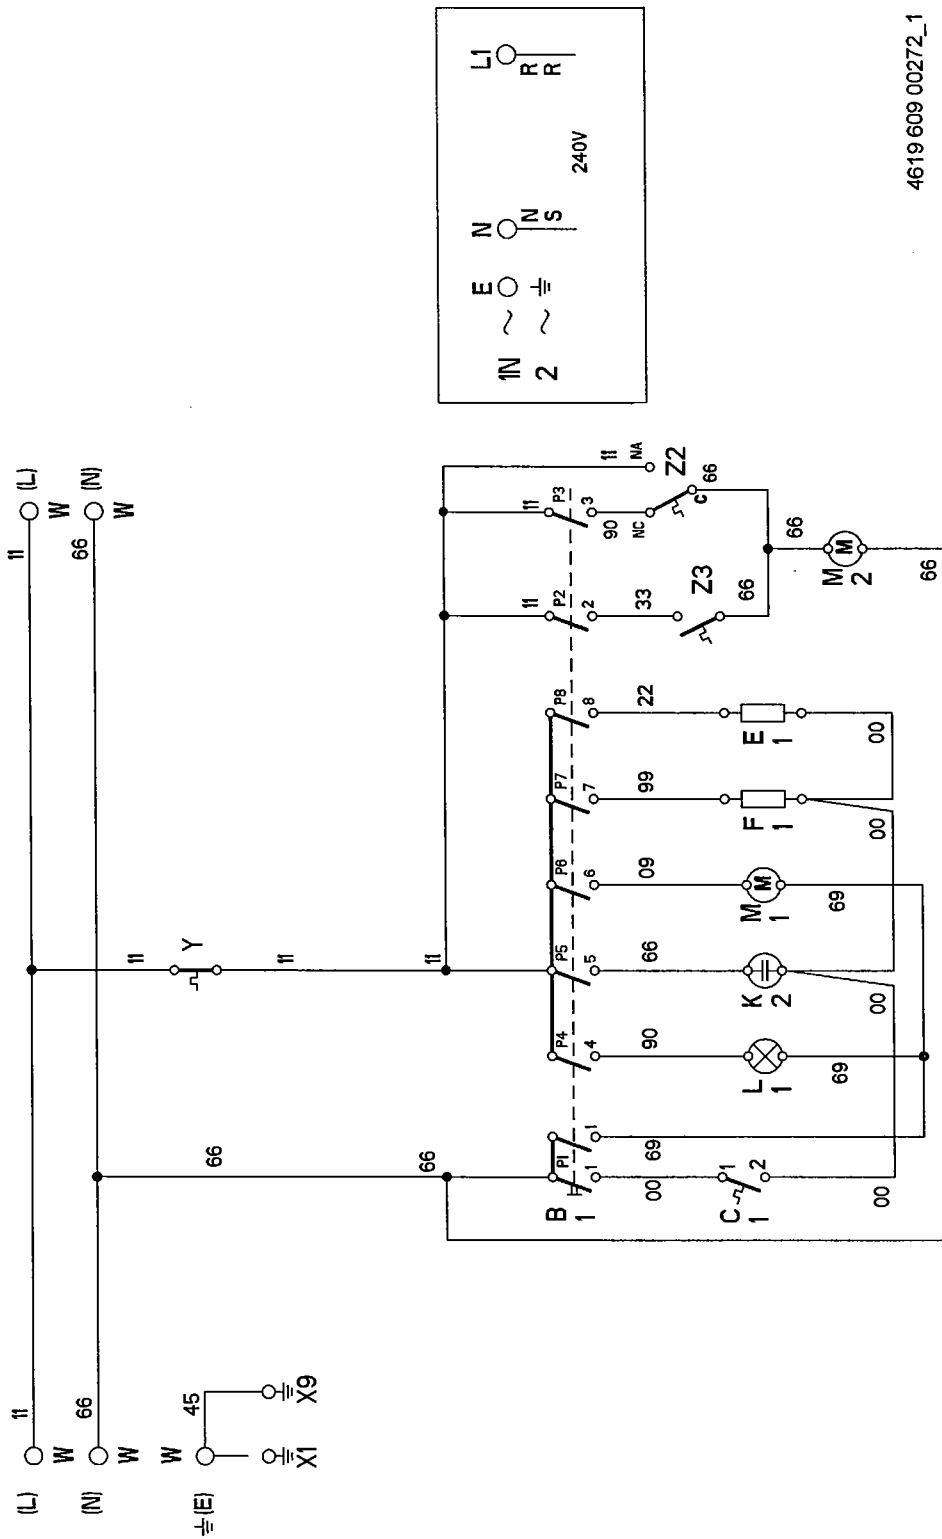 (L)
11
W
(N)
66
W
(E)
W
45
X1
X9
11
(L)
W
66
(N)
W
66
66
11
Y
11
11
11
NA
B
1
P1
1
1
P4
4
P5
5
P6
6
P7
7
P8
8
11
P2
2
11
P3
3
90
NC
Z2
C
66
00
69
90
66
09
99
22
33
Z3
66
66
C
1
1
2
L
1
K
2
M
1
M
F
1
E
1
M
2
M
66
00
69
00
69
00
00
1N ~ E N L1
2 ~ N R
S R
240V
4619 609 00272_1